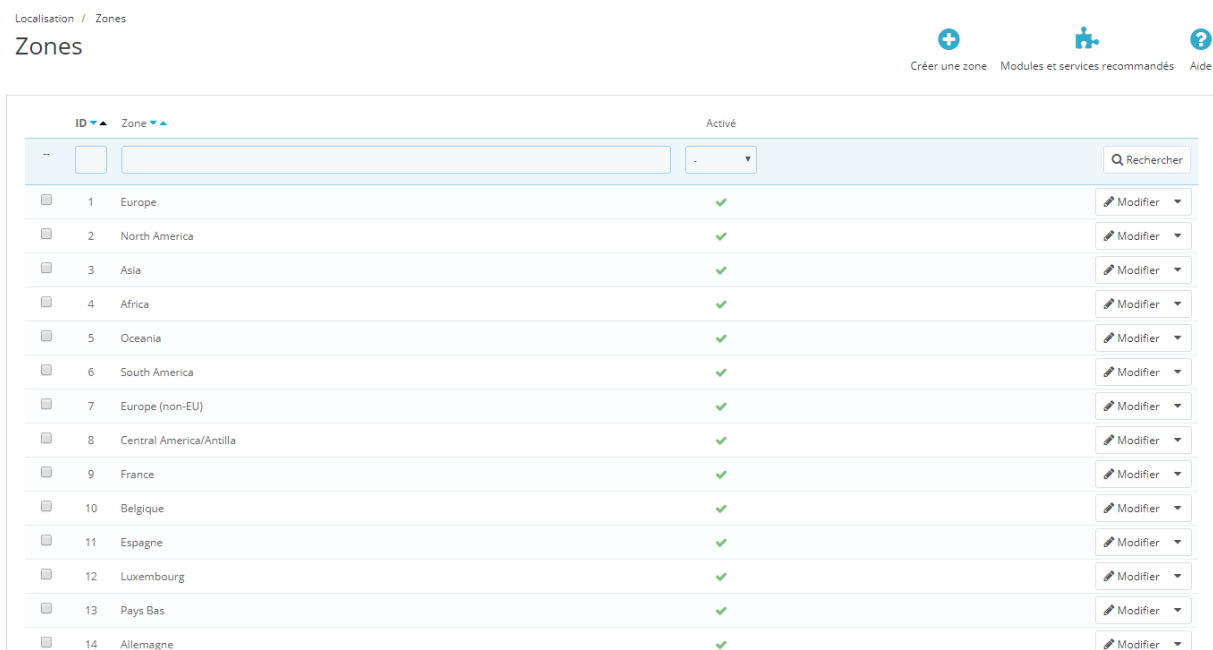 Localisation / Zones
Zones
Créer une zone Modules et services recommandés Aide
ID Zone Activé
-- - Rechercher
1 Europe Modifier
2 North America Modifier
3 Asia Modifier
4 Africa Modifier
5 Oceania Modifier
6 South America Modifier
7 Europe (non-EU) Modifier
8 Central America/Antilla Modifier
9 France Modifier
10 Belgique Modifier
11 Espagne Modifier
12 Luxembourg Modifier
13 Pays Bas Modifier
14 Allemagne Modifier